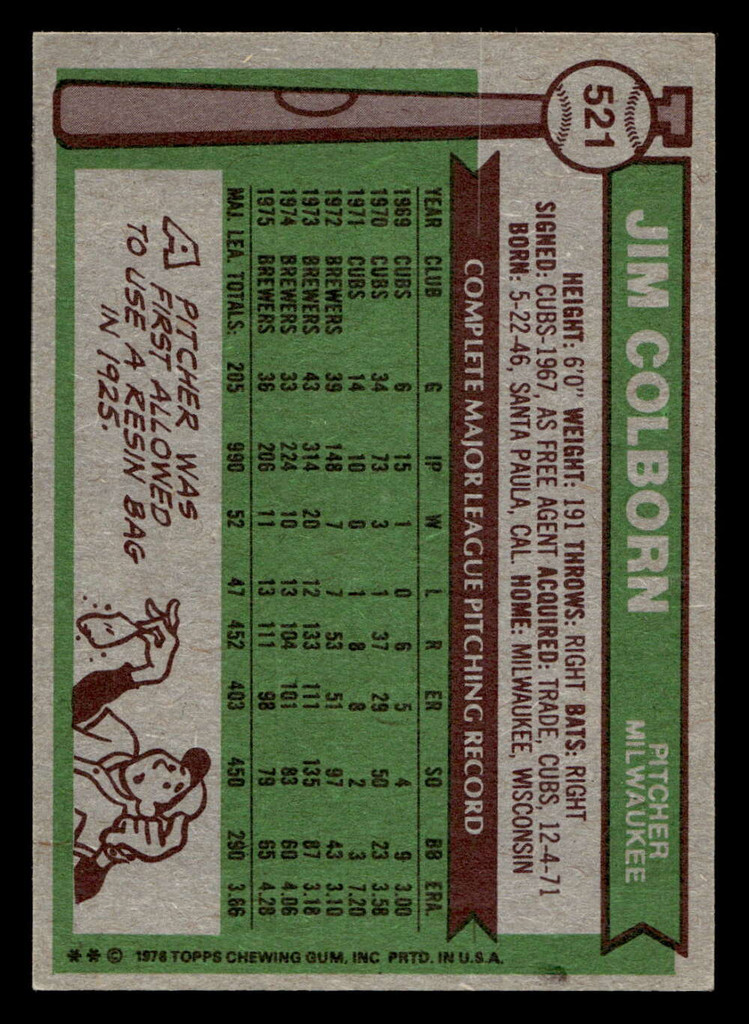 521
JIM COLBORN
PITCHER
MILWAUKEE
HEIGHT: 6'0" WEIGHT: 191 THROWS: RIGHT BATS: RIGHT
SIGNED: CUBS-1967, AS FREE AGENT ACQUIRED: TRADE, CUBS, 12-4-71
BORN: 5-22-46, SANTA PAULA, CAL. HOME: MILWAUKEE, WISCONSIN
COMPLETE MAJOR LEAGUE PITCHING RECORD
YEAR CLUB G IP W L R ER SO BB ERA.
1969 CUBS 6 15 1 0 6 5 4 9 3.00
1970 CUBS 34 73 3 1 37 29 50 23 3.58
1971 CUBS 14 10 0 1 8 8 2 3 7.20
1972 BREWERS 39 148 7 7 53 51 97 43 3.10
1973 BREWERS 43 314 20 12 133 111 135 87 3.18
1974 BREWERS 33 224 10 13 104 101 83 60 4.06
1975 BREWERS 36 206 11 13 111 98 79 65 4.28
MAJ. LEA. TOTALS: 205 990 52 47 452 403 450 290 3.66
A PITCHER WAS
FIRST ALLOWED
TO USE A RESIN BAG
IN 1925.
** © 1976 TOPPS CHEWING GUM, INC PRTD. IN U.S.A.